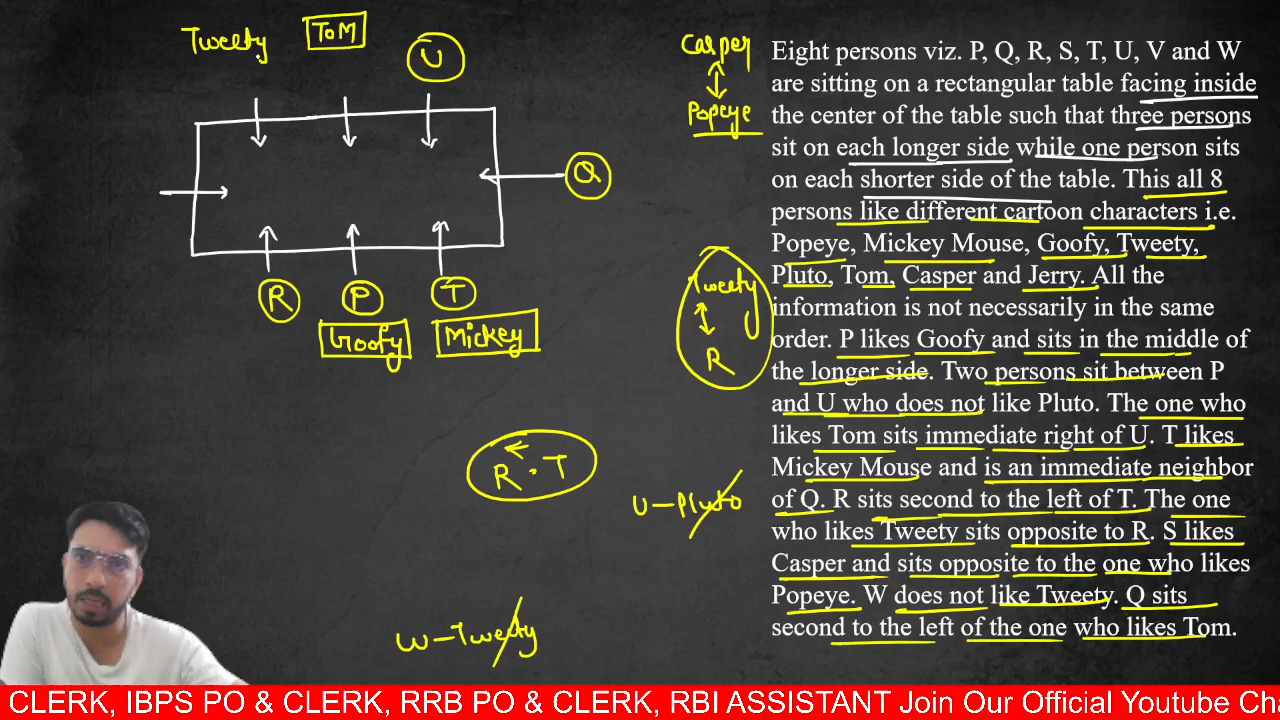 Tweety TOM
U
Q
R P T
Goofy Mickey
R T
U-Pluto
W-Tweety
Casper
Popeye
Tweety
R
Eight persons viz. P, Q, R, S, T, U, V and W
are sitting on a rectangular table facing inside
the center of the table such that three persons
sit on each longer side while one person sits
on each shorter side of the table. This all 8
persons like different cartoon characters i.e.
Popeye, Mickey Mouse, Goofy, Tweety,
Pluto, Tom, Casper and Jerry. All the
information is not necessarily in the same
order. P likes Goofy and sits in the middle of
the longer side. Two persons sit between P
and U who does not like Pluto. The one who
likes Tom sits immediate right of U. T likes
Mickey Mouse and is an immediate neighbor
of Q. R sits second to the left of T. The one
who likes Tweety sits opposite to R. S likes
Casper and sits opposite to the one who likes
Popeye. W does not like Tweety. Q sits
second to the left of the one who likes Tom.
CLERK, IBPS PO & CLERK, RRB PO & CLERK, RBI ASSISTANT Join Our Official Youtube Cha